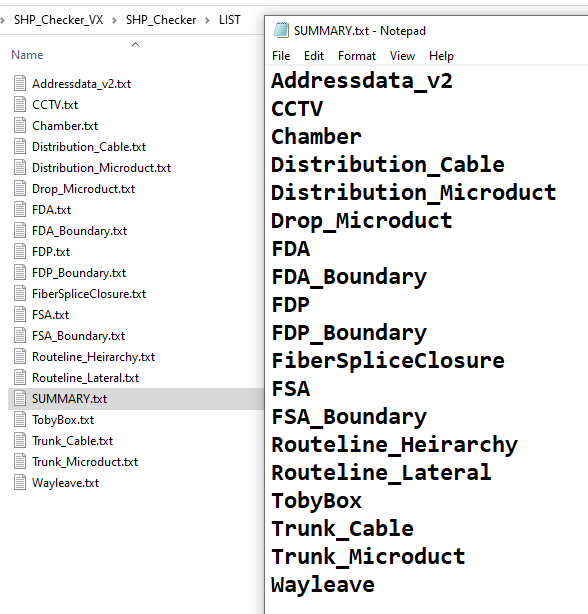 SHP_Checker_VX > SHP_Checker > LIST
Name
Addressdata_v2.txt
CCTV.txt
Chamber.txt
Distribution_Cable.txt
Distribution_Microduct.txt
Drop_Microduct.txt
FDA.txt
FDA_Boundary.txt
FDP.txt
FDP_Boundary.txt
FiberSpliceClosure.txt
FSA.txt
FSA_Boundary.txt
Routeline_Heirarchy.txt
Routeline_Lateral.txt
SUMMARY.txt
TobyBox.txt
Trunk_Cable.txt
Trunk_Microduct.txt
Wayleave.txt
SUMMARY.txt - Notepad
File Edit Format View Help
Addressdata_v2
CCTV
Chamber
Distribution_Cable
Distribution_Microduct
Drop_Microduct
FDA
FDA_Boundary
FDP
FDP_Boundary
FiberSpliceClosure
FSA
FSA_Boundary
Routeline_Heirarchy
Routeline_Lateral
TobyBox
Trunk_Cable
Trunk_Microduct
Wayleave